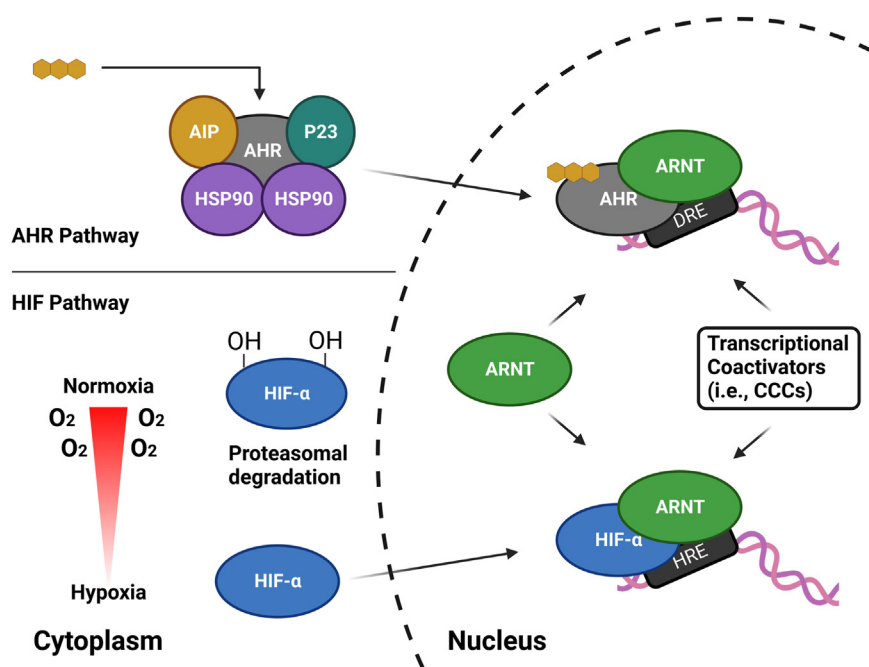 AIP
P23
AHR
HSP90
HSP90
AHR Pathway
ARNT
AHR
DRE
HIF Pathway
OH
OH
HIF-α
Proteasomal
degradation
Normoxia
O2
O2
O2
O2
Hypoxia
HIF-α
Cytoplasm
ARNT
Transcriptional
Coactivators
(i.e., CCCs)
ARNT
HIF-α
HRE
Nucleus